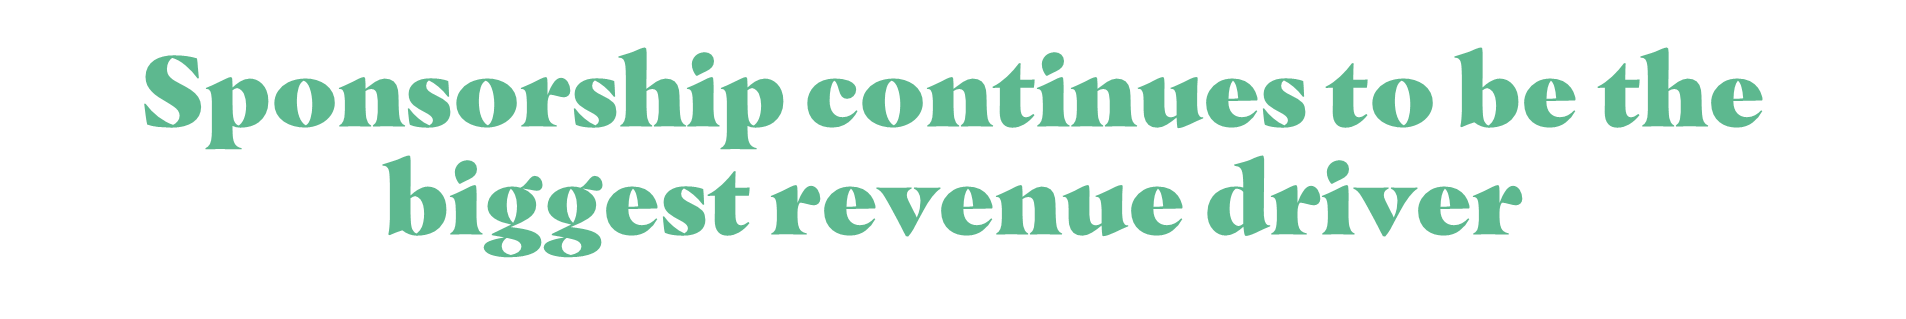 Sponsorship continues to be the
biggest revenue driver